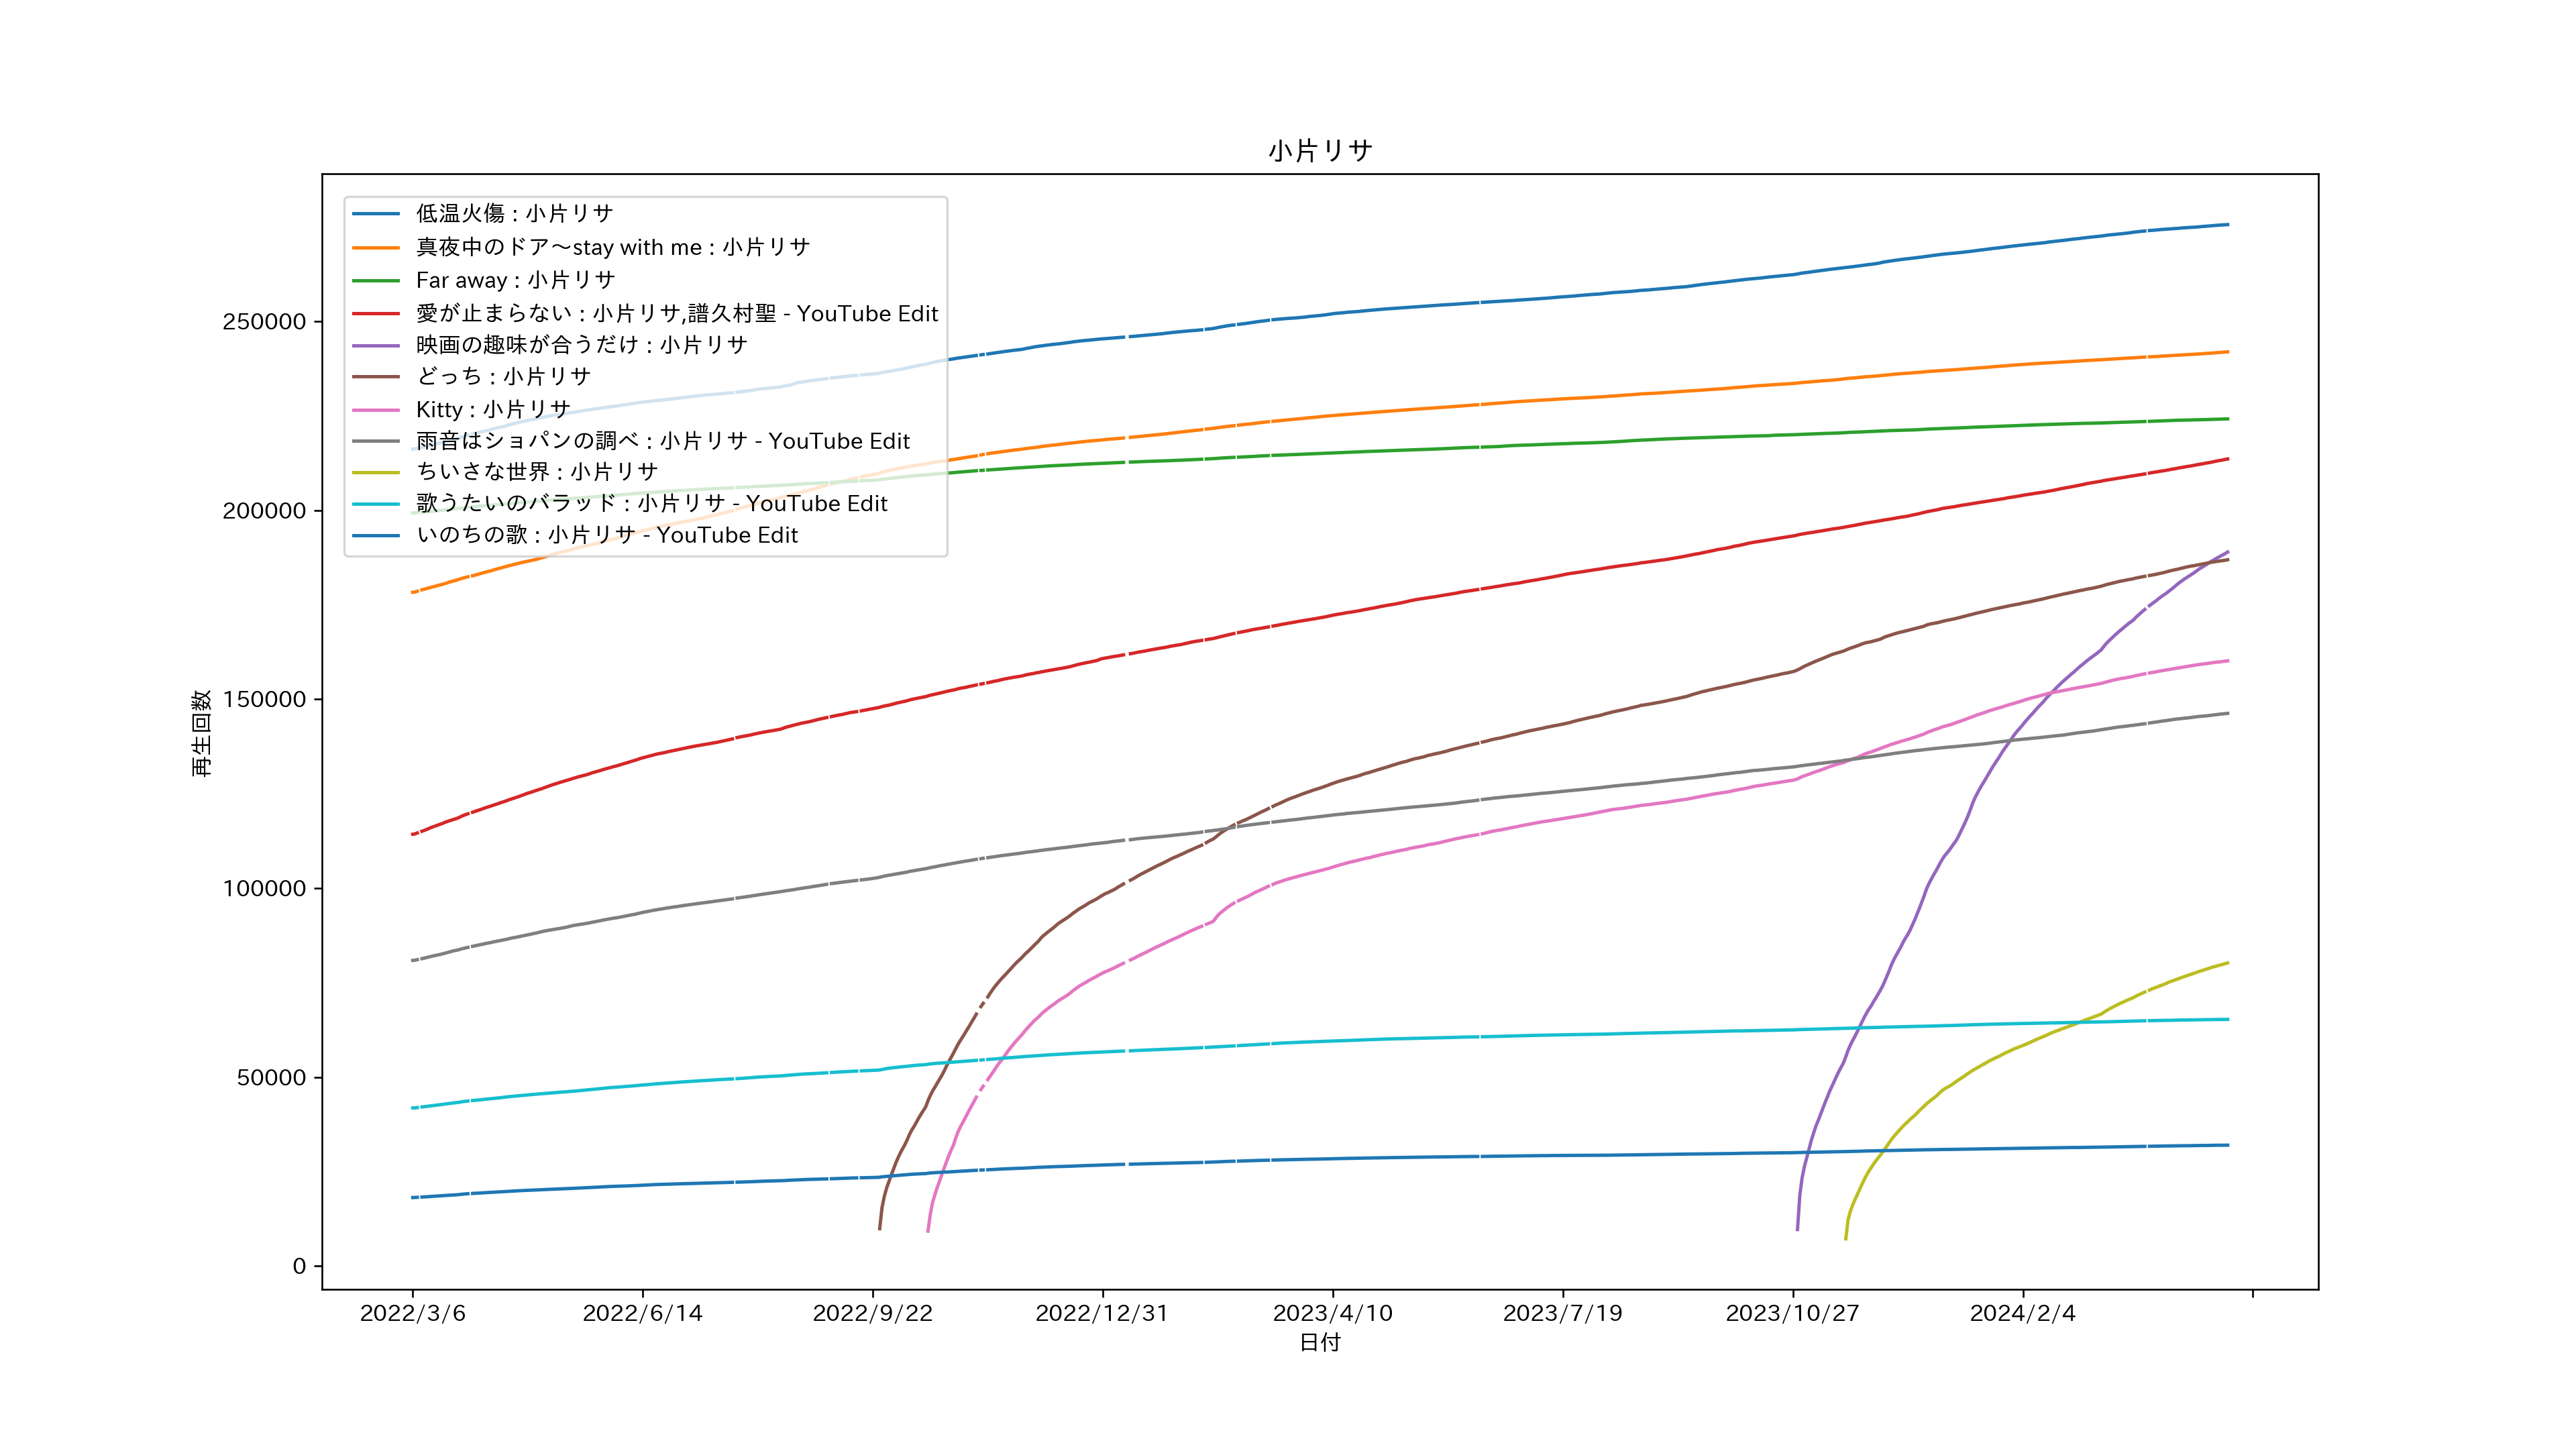 小片リサ
低温火傷 : 小片リサ
真夜中のドア～stay with me : 小片リサ
Far away : 小片リサ
愛が止まらない : 小片リサ,譜久村聖 - YouTube Edit
映画の趣味が合うだけ : 小片リサ
どっち : 小片リサ
Kitty : 小片リサ
雨音はショパンの調べ : 小片リサ - YouTube Edit
ちいさな世界 : 小片リサ
歌うたいのバラッド : 小片リサ - YouTube Edit
いのちの歌 : 小片リサ - YouTube Edit
再生回数
250000
200000
150000
100000
50000
0
2022/3/6
2022/6/14
2022/9/22
2022/12/31
2023/4/10
2023/7/19
2023/10/27
2024/2/4
日付